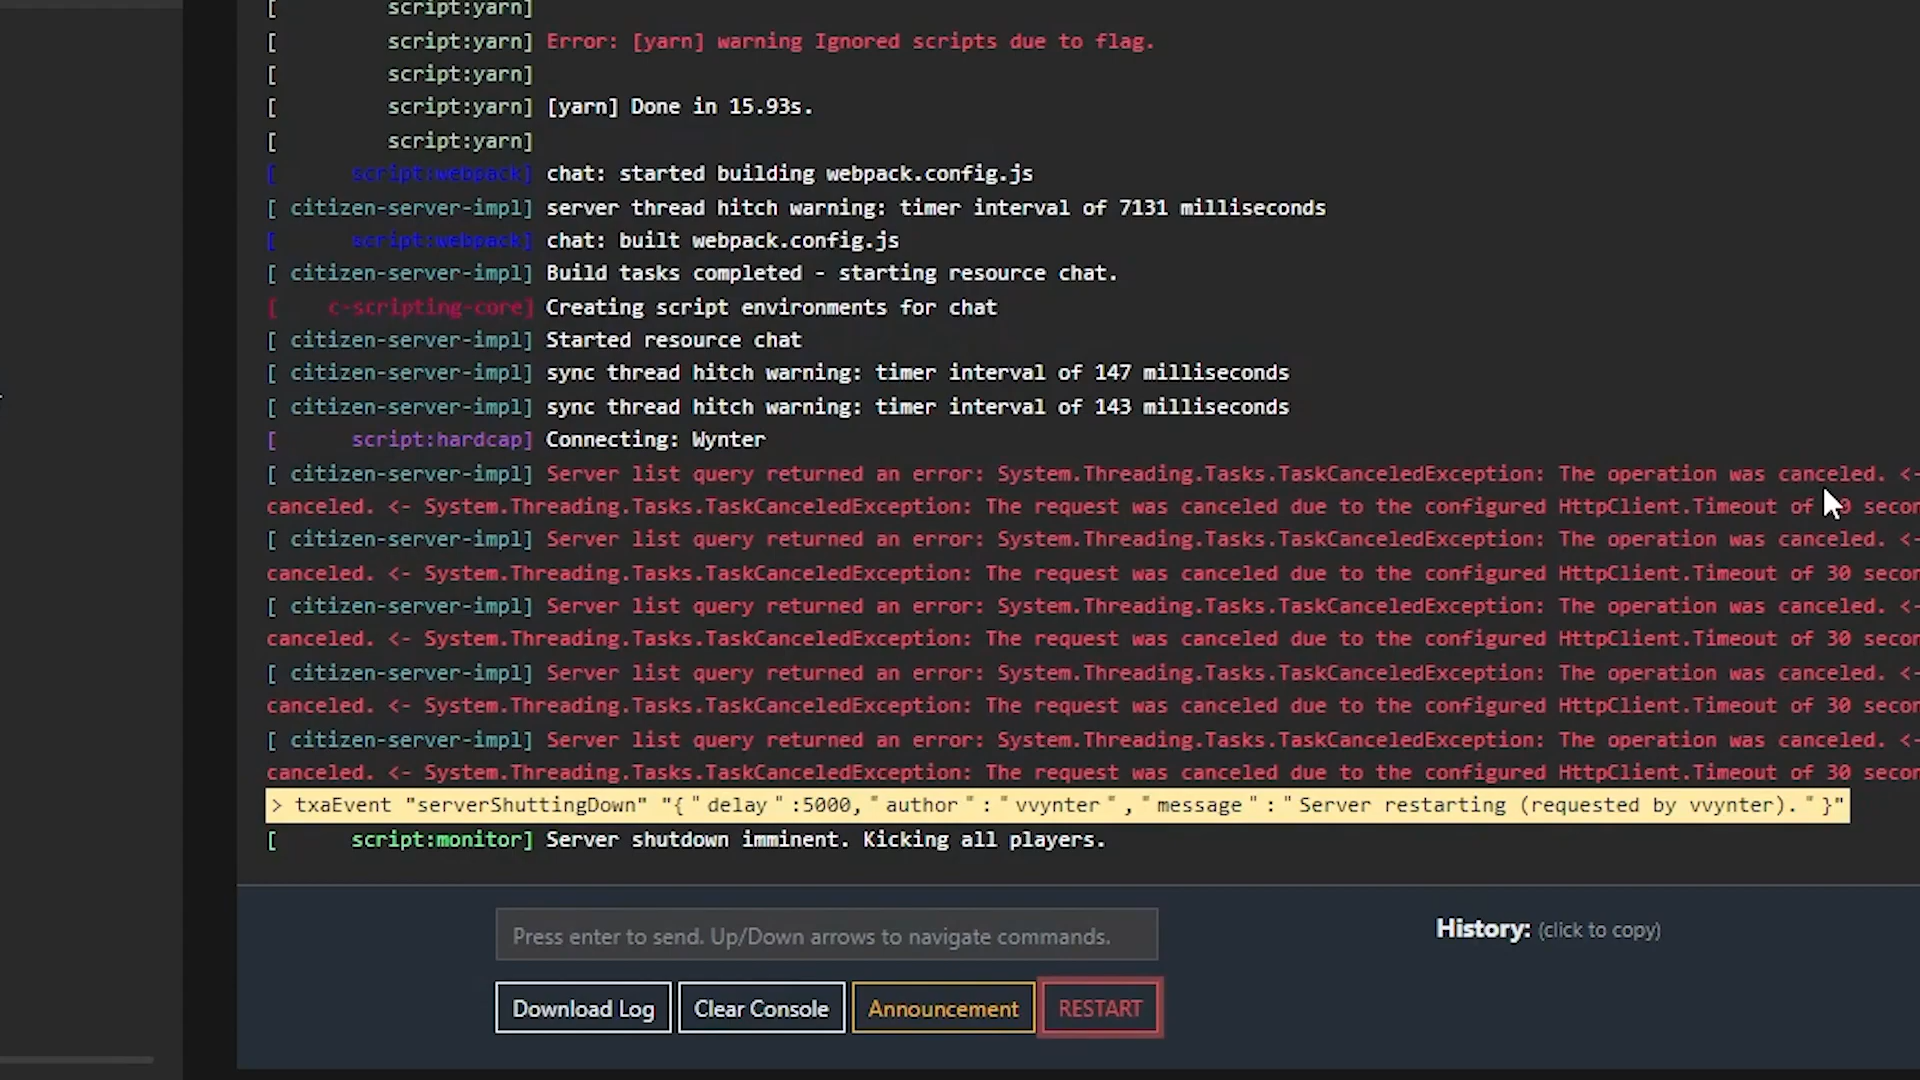 [ script:yarn]
[ script:yarn] Error: [yarn] warning Ignored scripts due to flag.
[ script:yarn]
[ script:yarn] [yarn] Done in 15.93s.
[ script:yarn]
[ script:webpack] chat: started building webpack.config.js
[ citizen-server-impl] server thread hitch warning: timer interval of 7131 milliseconds
[ script:webpack] chat: built webpack.config.js
[ citizen-server-impl] Build tasks completed - starting resource chat.
[ c-scripting-core] Creating script environments for chat
[ citizen-server-impl] Started resource chat
[ citizen-server-impl] sync thread hitch warning: timer interval of 147 milliseconds
[ citizen-server-impl] sync thread hitch warning: timer interval of 143 milliseconds
[ script:hardcap] Connecting: Wynter
[ citizen-server-impl] Server list query returned an error: System.Threading.Tasks.TaskCanceledException: The operation was canceled. <-
canceled. <- System.Threading.Tasks.TaskCanceledException: The request was canceled due to the configured HttpClient.Timeout of
[ citizen-server-impl] Server list query returned an error: System.Threading.Tasks.TaskCanceledException: The operation was canceled. <-
canceled. <- System.Threading.Tasks.TaskCanceledException: The request was canceled due to the configured HttpClient.Timeout of 30 secon
[ citizen-server-impl] Server list query returned an error: System.Threading.Tasks.TaskCanceledException: The operation was canceled. <-
canceled. <- System.Threading.Tasks.TaskCanceledException: The request was canceled due to the configured HttpClient.Timeout of 30 secon
[ citizen-server-impl] Server list query returned an error: System.Threading.Tasks.TaskCanceledException: The operation was canceled. <-
canceled. <- System.Threading.Tasks.TaskCanceledException: The request was canceled due to the configured HttpClient.Timeout of 30 secon
[ citizen-server-impl] Server list query returned an error: System.Threading.Tasks.TaskCanceledException: The operation was canceled. <-
canceled. <- System.Threading.Tasks.TaskCanceledException: The request was canceled due to the configured HttpClient.Timeout of 30 secon
> txaEvent "serverShuttingDown" "{"delay":5000,"author":"vvynter","message":"Server restarting (requested by vvynter)."}"
[ script:monitor] Server shutdown imminent. Kicking all players.
Press enter to send. Up/Down arrows to navigate commands.
History: (click to copy)
Download Log Clear Console Announcement RESTART